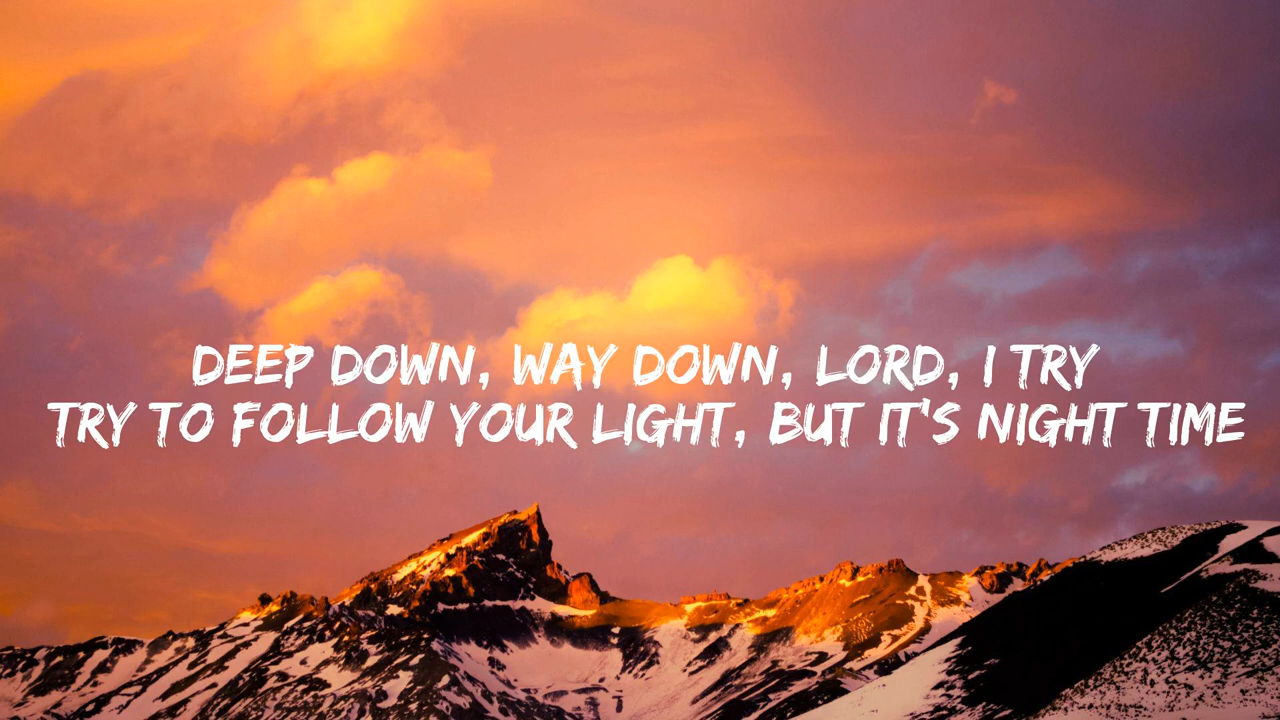 DEEP DOWN, WAY DOWN, LORD, I TRY
TRY TO FOLLOW YOUR LIGHT, BUT IT'S NIGHT TIME